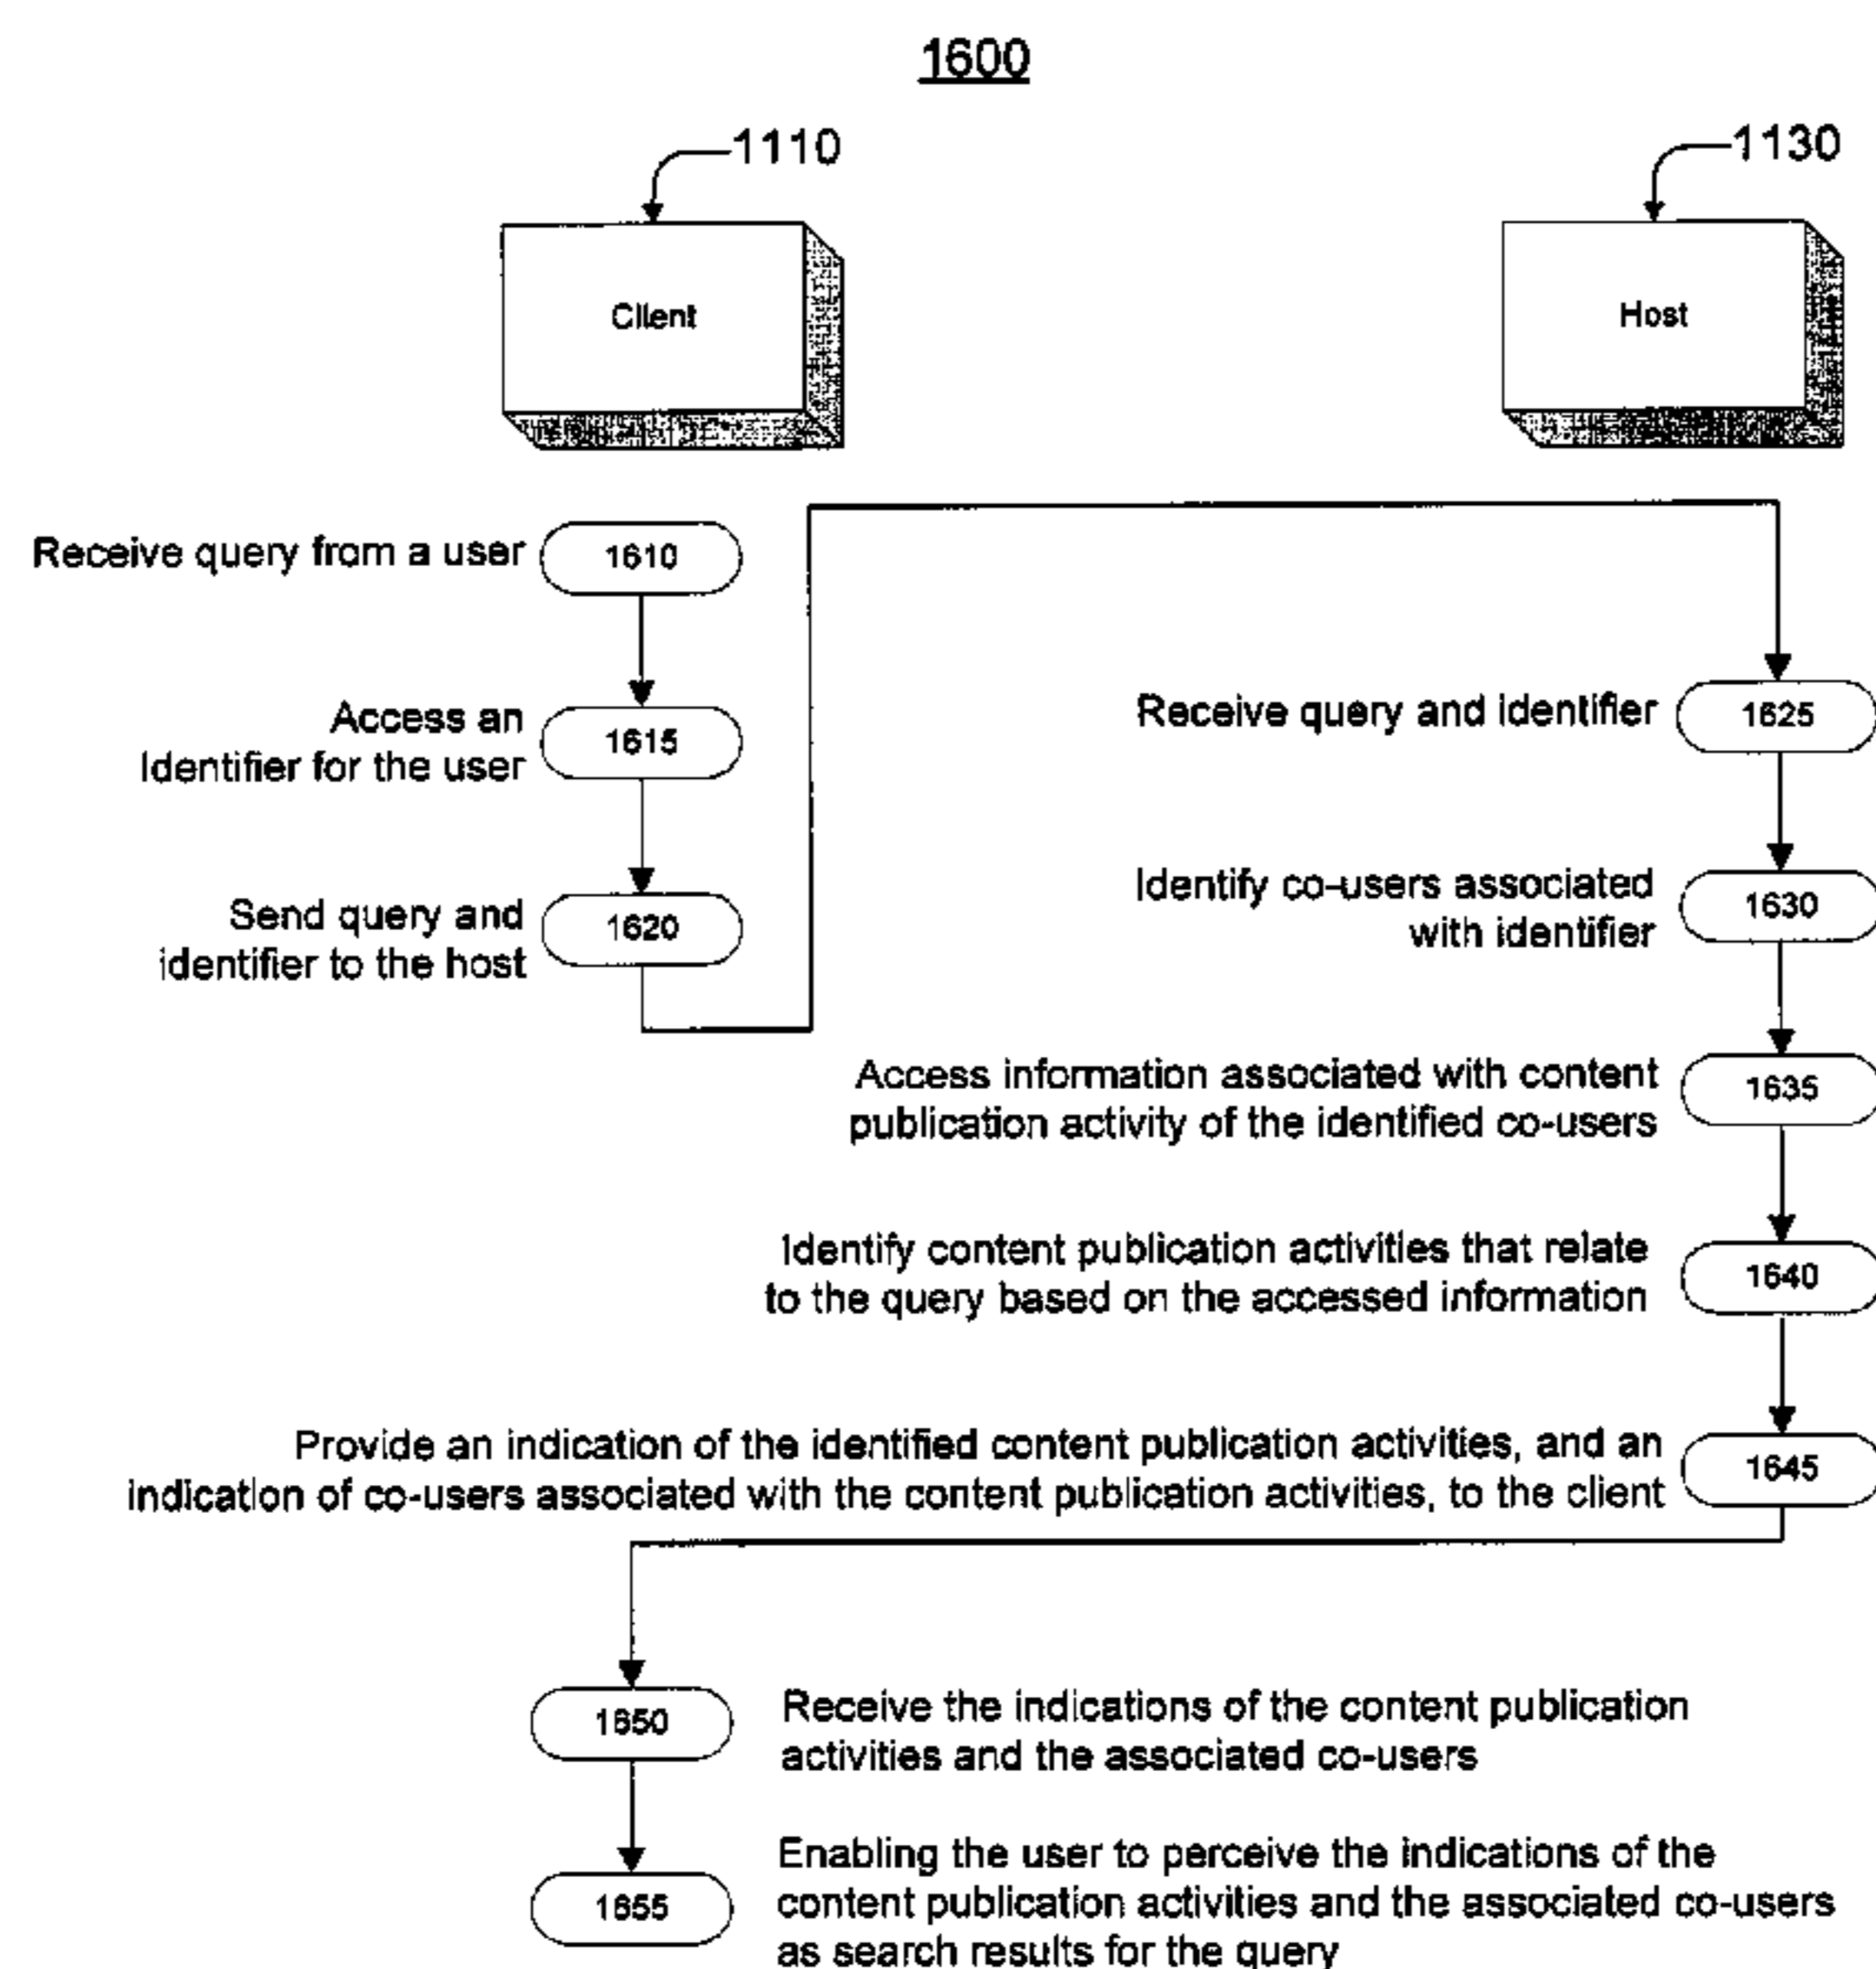 1600
1110
1130
Client
Host
Receive query from a user
1610
Access an
Identifier for the user
1615
Send query and
identifier to the host
1620
Receive query and identifier
1625
Identify co-users associated
with identifier
1630
Access information associated with content
publication activity of the identified co-users
1635
Identify content publication activities that relate
to the query based on the accessed information
1640
Provide an indication of the identified content publication activities, and an
indication of co-users associated with the content publication activities, to the client
1645
1650
Receive the indications of the content publication
activities and the associated co-users
1655
Enabling the user to perceive the indications of the
content publication activities and the associated co-users
as search results for the query